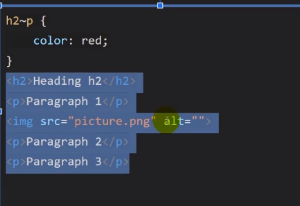 h2~p {
color: red;
}
<h2>Heading h2</h2>
<p>Paragraph 1</p>
<img src="picture.png" alt="">
<p>Paragraph 2</p>
<p>Paragraph 3</p>